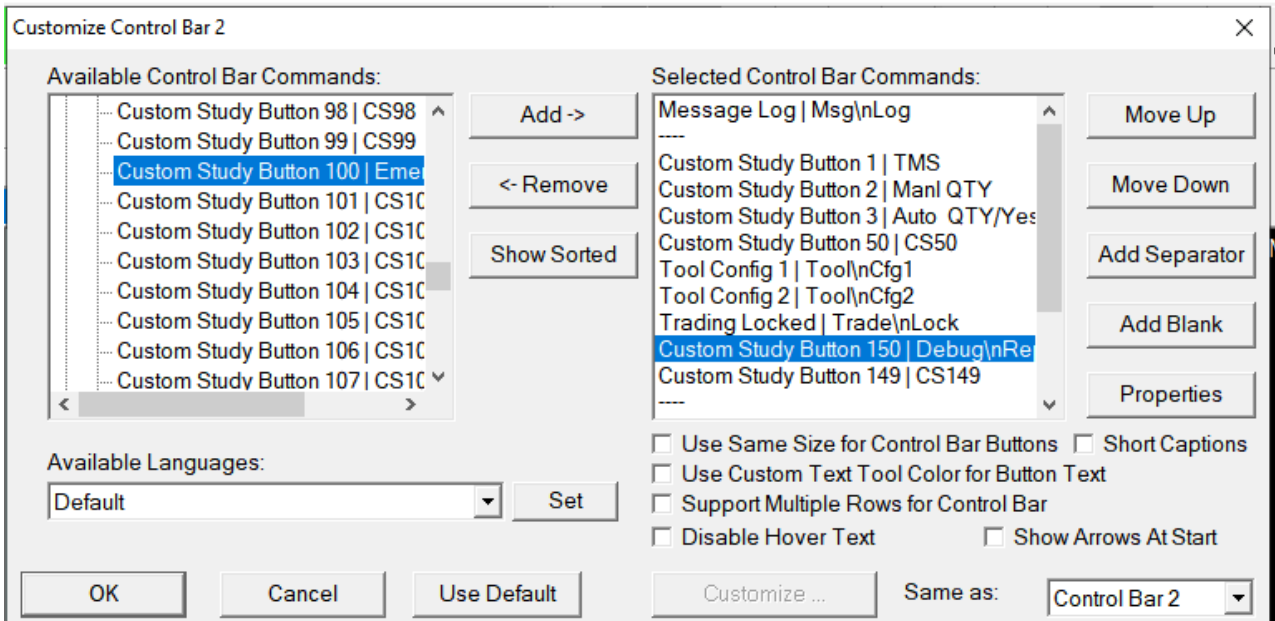 Customize Control Bar 2
Available Control Bar Commands:
Custom Study Button 98 | CS98
Custom Study Button 99 | CS99
Custom Study Button 100 | Emer
Custom Study Button 101 | CS10
Custom Study Button 102 | CS10
Custom Study Button 103 | CS10
Custom Study Button 104 | CS10
Custom Study Button 105 | CS10
Custom Study Button 106 | CS10
Custom Study Button 107 | CS10
Add ->
<- Remove
Show Sorted
Selected Control Bar Commands:
Message Log | Msg\nLog
----
Custom Study Button 1 | TMS
Custom Study Button 2 | Manl QTY
Custom Study Button 3 | Auto  QTY/Yes
Custom Study Button 50 | CS50
Tool Config 1 | Tool\nCfg1
Tool Config 2 | Tool\nCfg2
Trading Locked | Trade\nLock
Custom Study Button 150 | Debug\nRe
Custom Study Button 149 | CS149
----
Move Up
Move Down
Add Separator
Add Blank
Properties
Available Languages:
Default
Set
Use Same Size for Control Bar Buttons
Short Captions
Use Custom Text Tool Color for Button Text
Support Multiple Rows for Control Bar
Disable Hover Text
Show Arrows At Start
OK
Cancel
Use Default
Customize ...
Same as:
Control Bar 2